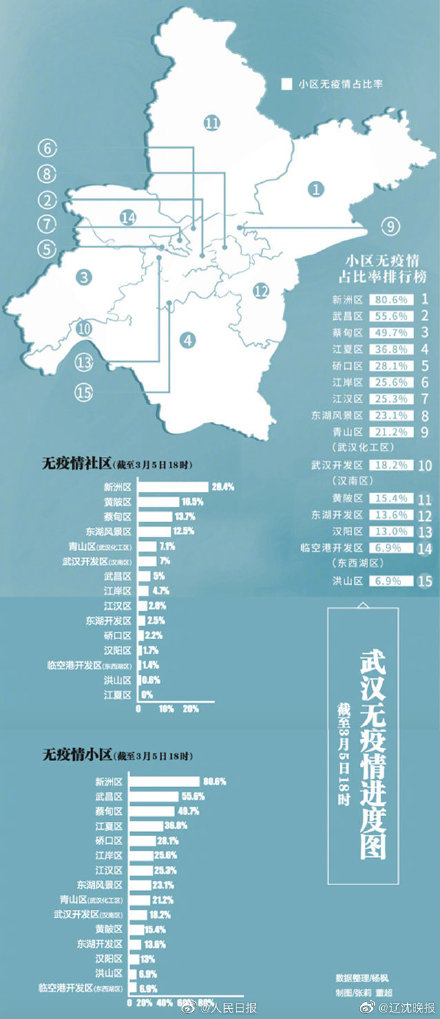 小区无疫情占比率
⑪
⑥
⑧
②
⑦
⑤
⑭
①
⑨
③
⑫
⑩
④
⑬
⑮
小区无疫情
占比率排行榜
新洲区 80.6% 1
武昌区 55.6% 2
蔡甸区 49.7% 3
江夏区 36.8% 4
硚口区 28.1% 5
江岸区 25.6% 6
江汉区 25.3% 7
东湖风景区 23.1% 8
青山区 21.2% 9
(武汉化工区)
武汉开发区 18.2% 10
(汉南区)
黄陂区 15.4% 11
东湖开发区 13.6% 12
汉阳区 13.0% 13
临空港开发区 6.9% 14
(东西湖区)
洪山区 6.9% 15
无疫情社区(截至3月5日18时)
新洲区 28.4%
黄陂区 16.5%
蔡甸区 13.7%
东湖风景区 12.5%
青山区(武汉化工区) 7.1%
武汉开发区(汉南区) 7%
武昌区 5%
江岸区 4.7%
江汉区 2.8%
东湖开发区 2.5%
硚口区 2.2%
汉阳区 1.7%
临空港开发区(东西湖区) 1.4%
洪山区 0.6%
江夏区 0%
0 10% 20%
武汉无疫情进度图
截至3月5日18时
无疫情小区(截至3月5日18时)
新洲区 80.6%
武昌区 55.6%
蔡甸区 49.7%
江夏区 36.8%
硚口区 28.1%
江岸区 25.6%
江汉区 25.3%
东湖风景区 23.1%
青山区(武汉化工区) 21.2%
武汉开发区(汉南区) 18.2%
黄陂区 15.4%
东湖开发区 13.6%
汉阳区 13%
洪山区 6.9%
临空港开发区(东西湖区) 6.9%
0 20% 40% 60% 80%
数据整理/杨枫
制图/张莉 董超
@人民日报
@辽沈晚报